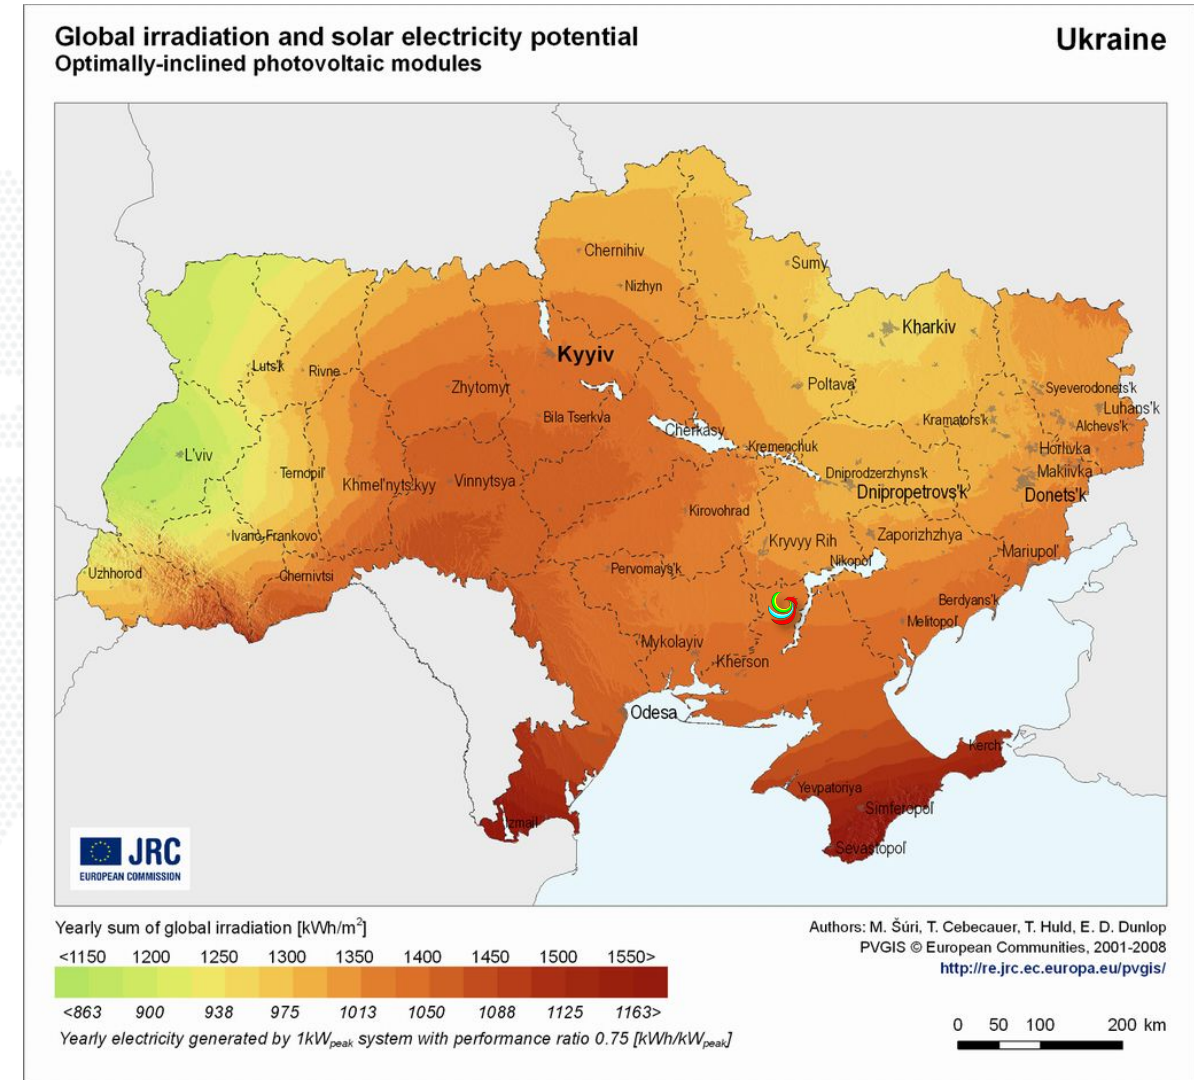 Global irradiation and solar electricity potential
Optimally-inclined photovoltaic modules
Ukraine
Chernihiv
Sumy
Nizhyn
Kharkiv
Kyyiv
Luts'k
Rivne
Zhytomyr
Poltava
Syeverodonets'k
Luhans'k
Bila Tserkva
Cherkasy
Kramators'k
Alchevs'k
L'viv
Kremenchuk
Horlivka
Ternopil'
Khmel'nyts'kyy
Vinnytsya
Dniprodzerzhyns'k
Makiivka
Dnipropetrovs'k
Donets'k
Kirovohrad
Ivano-Frankovo
Kryvyy Rih
Zaporizhzhya
Mariupol'
Uzhhorod
Chernivtsi
Pervomays'k
Nikopol'
Berdyans'k
Melitopol'
Mykolayiv
Kherson
Odesa
Kerch
Yevpatoriya
Simferopol'
Izmail
Sevastopol'
JRC
EUROPEAN COMMISSION
Yearly sum of global irradiation [kWh/m²]
<1150 1200 1250 1300 1350 1400 1450 1500 1550>
<863 900 938 975 1013 1050 1088 1125 1163>
Yearly electricity generated by 1kWpeak system with performance ratio 0.75 [kWh/kWpeak]
Authors: M. Šúri, T. Cebecauer, T. Huld, E. D. Dunlop
PVGIS © European Communities, 2001-2008
http://re.jrc.ec.europa.eu/pvgis/
0 50 100 200 km